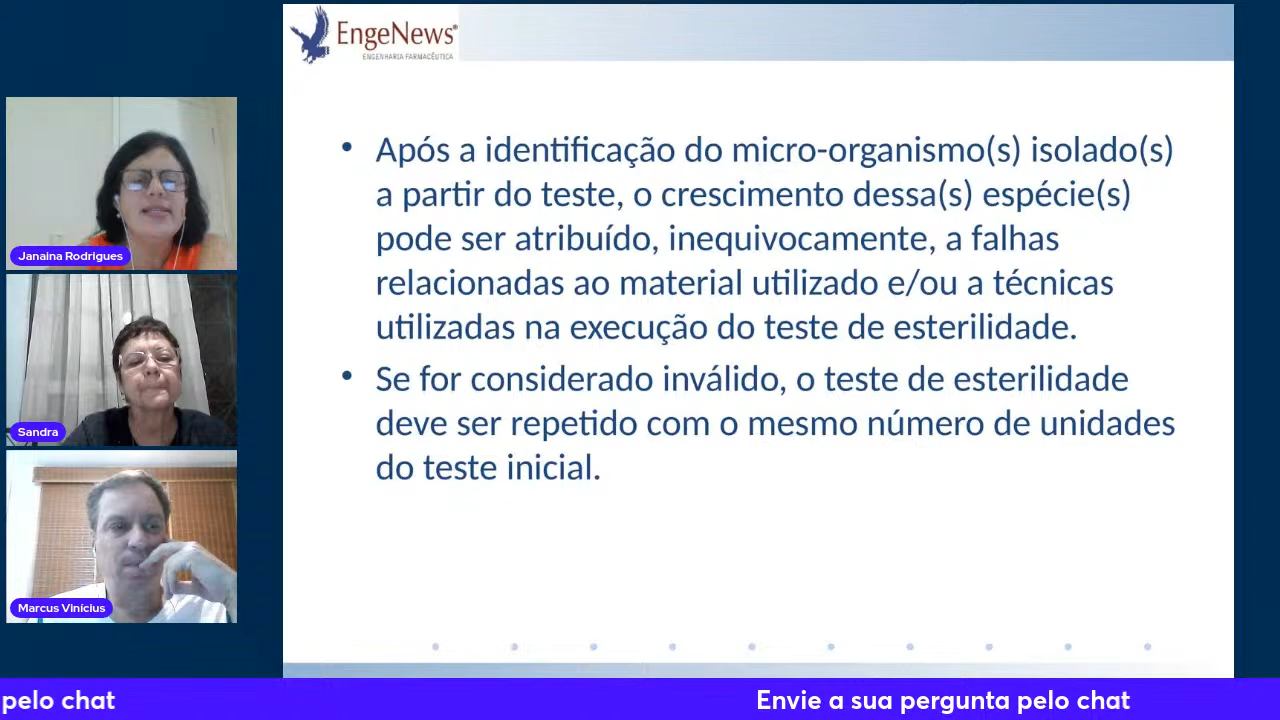 EngeNews®
ENGENHARIA FARMACÊUTICA
• Após a identificação do micro-organismo(s) isolado(s)
a partir do teste, o crescimento dessa(s) espécie(s)
pode ser atribuído, inequivocamente, a falhas
relacionadas ao material utilizado e/ou a técnicas
utilizadas na execução do teste de esterilidade.
• Se for considerado inválido, o teste de esterilidade
deve ser repetido com o mesmo número de unidades
do teste inicial.
Janaina Rodrigues
Sandra
Marcus Vinícius
pelo chat
Envie a sua pergunta pelo chat